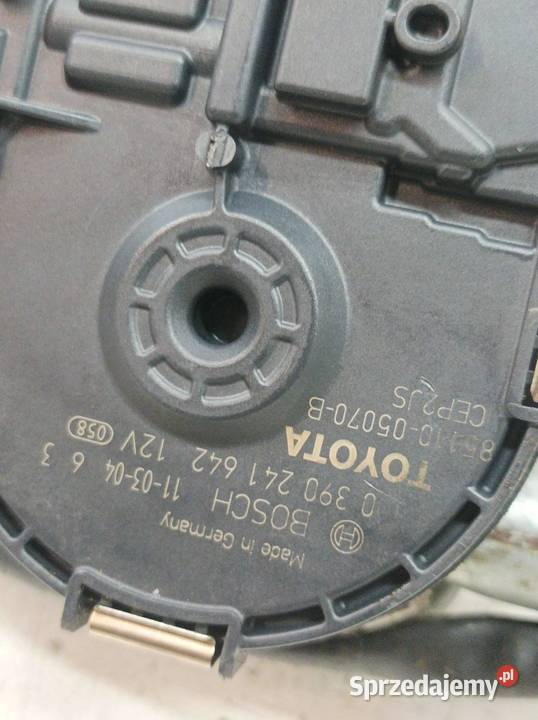 Made in Germany
BOSCH 11-03-04 6 3
0 390 241 642 12V 058
TOYOTA
85110-05070-B
CEP2JS
Sprzedajemy.pl